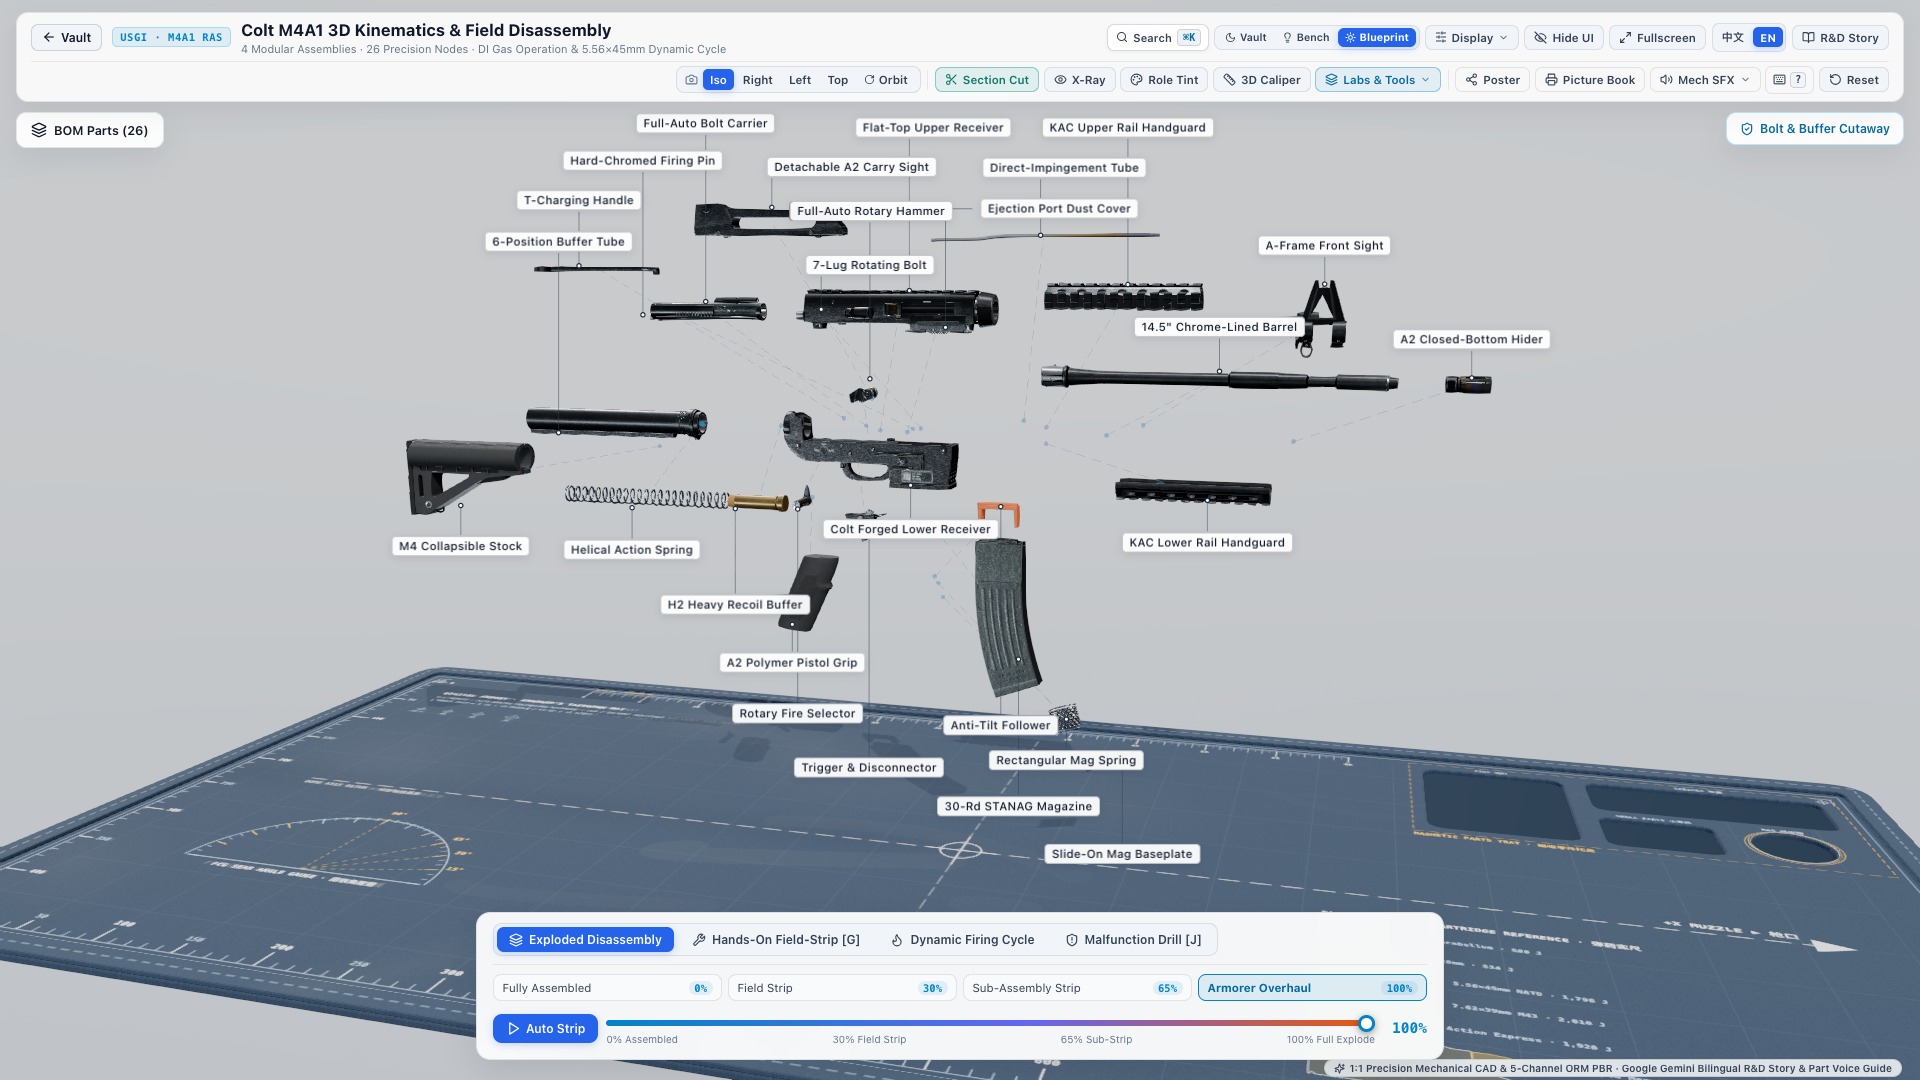 Vault
USGI · M4A1 RAS
Colt M4A1 3D Kinematics & Field Disassembly
4 Modular Assemblies · 26 Precision Nodes · DI Gas Operation & 5.56×45mm Dynamic Cycle
Search ⌘K
Vault
Bench
Blueprint
Display
Hide UI
Fullscreen
中文
EN
R&D Story
Iso
Right
Left
Top
Orbit
Section Cut
X-Ray
Role Tint
3D Caliper
Labs & Tools
Poster
Picture Book
Mech SFX
?
Reset
BOM Parts (26)
Bolt & Buffer Cutaway
Full-Auto Bolt Carrier
Flat-Top Upper Receiver
KAC Upper Rail Handguard
Hard-Chromed Firing Pin
Detachable A2 Carry Sight
Direct-Impingement Tube
T-Charging Handle
Full-Auto Rotary Hammer
Ejection Port Dust Cover
6-Position Buffer Tube
A-Frame Front Sight
7-Lug Rotating Bolt
14.5" Chrome-Lined Barrel
A2 Closed-Bottom Hider
Colt Forged Lower Receiver
M4 Collapsible Stock
Helical Action Spring
KAC Lower Rail Handguard
H2 Heavy Recoil Buffer
A2 Polymer Pistol Grip
Rotary Fire Selector
Anti-Tilt Follower
Trigger & Disconnector
Rectangular Mag Spring
30-Rd STANAG Magazine
Slide-On Mag Baseplate
Exploded Disassembly
Hands-On Field-Strip [G]
Dynamic Firing Cycle
Malfunction Drill [J]
Fully Assembled 0%
Field Strip 30%
Sub-Assembly Strip 65%
Armorer Overhaul 100%
Auto Strip
100%
0% Assembled
30% Field Strip
65% Sub-Strip
100% Full Explode
1:1 Precision Mechanical CAD & 5-Channel ORM PBR · Google Gemini Bilingual R&D Story & Part Voice Guide